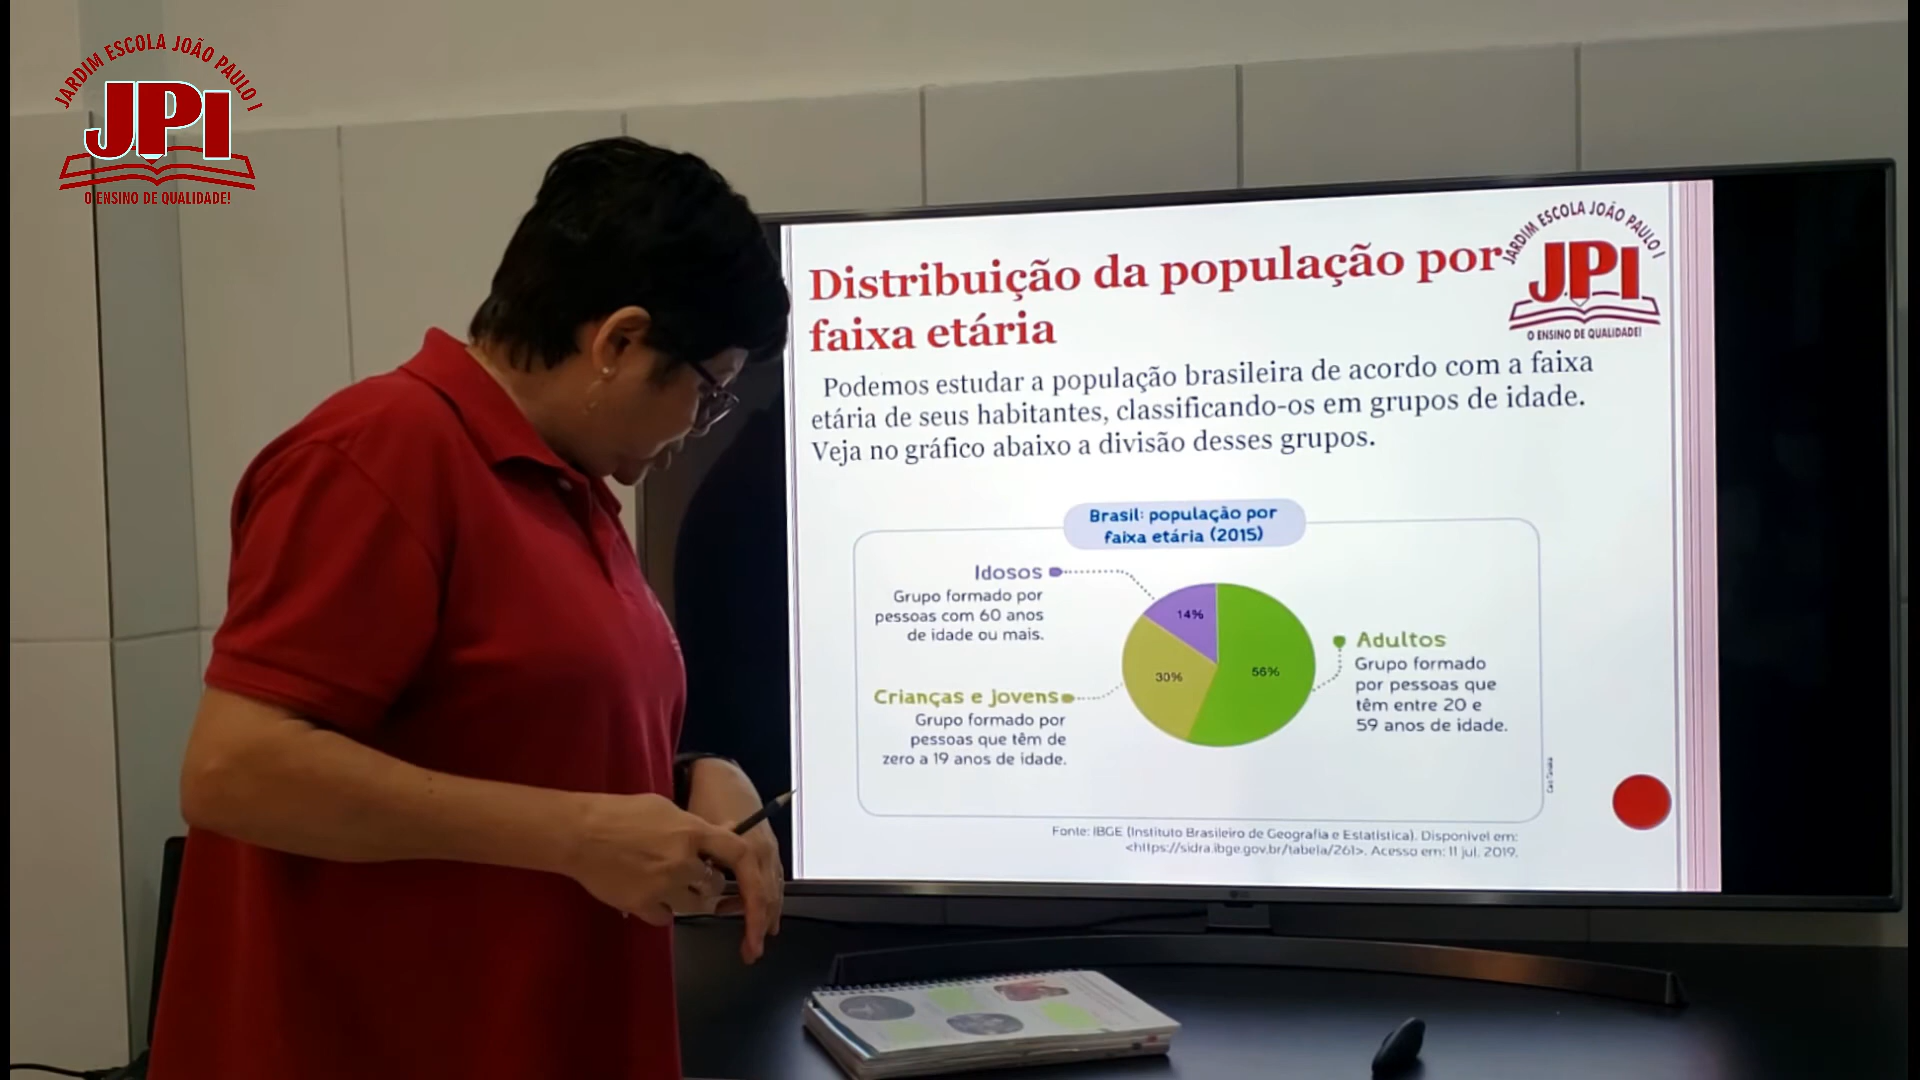 JARDIM ESCOLA JOÃO PAULO I
JPI
O ENSINO DE QUALIDADE!
Distribuição da população por
faixa etária
JARDIM ESCOLA JOÃO PAULO I
JPI
O ENSINO DE QUALIDADE!
Podemos estudar a população brasileira de acordo com a faixa
etária de seus habitantes, classificando-os em grupos de idade.
Veja no gráfico abaixo a divisão desses grupos.
Brasil: população por
faixa etária (2015)
Idosos
Grupo formado por
pessoas com 60 anos
de idade ou mais.
14%
30%
56%
Crianças e jovens
Grupo formado por
pessoas que têm de
zero a 19 anos de idade.
Adultos
Grupo formado
por pessoas que
têm entre 20 e
59 anos de idade.
Fonte: IBGE (Instituto Brasileiro de Geografia e Estatística). Disponível em:
<https://sidra.ibge.gov.br/tabela/261>. Acesso em: 11 jul. 2019.
LG